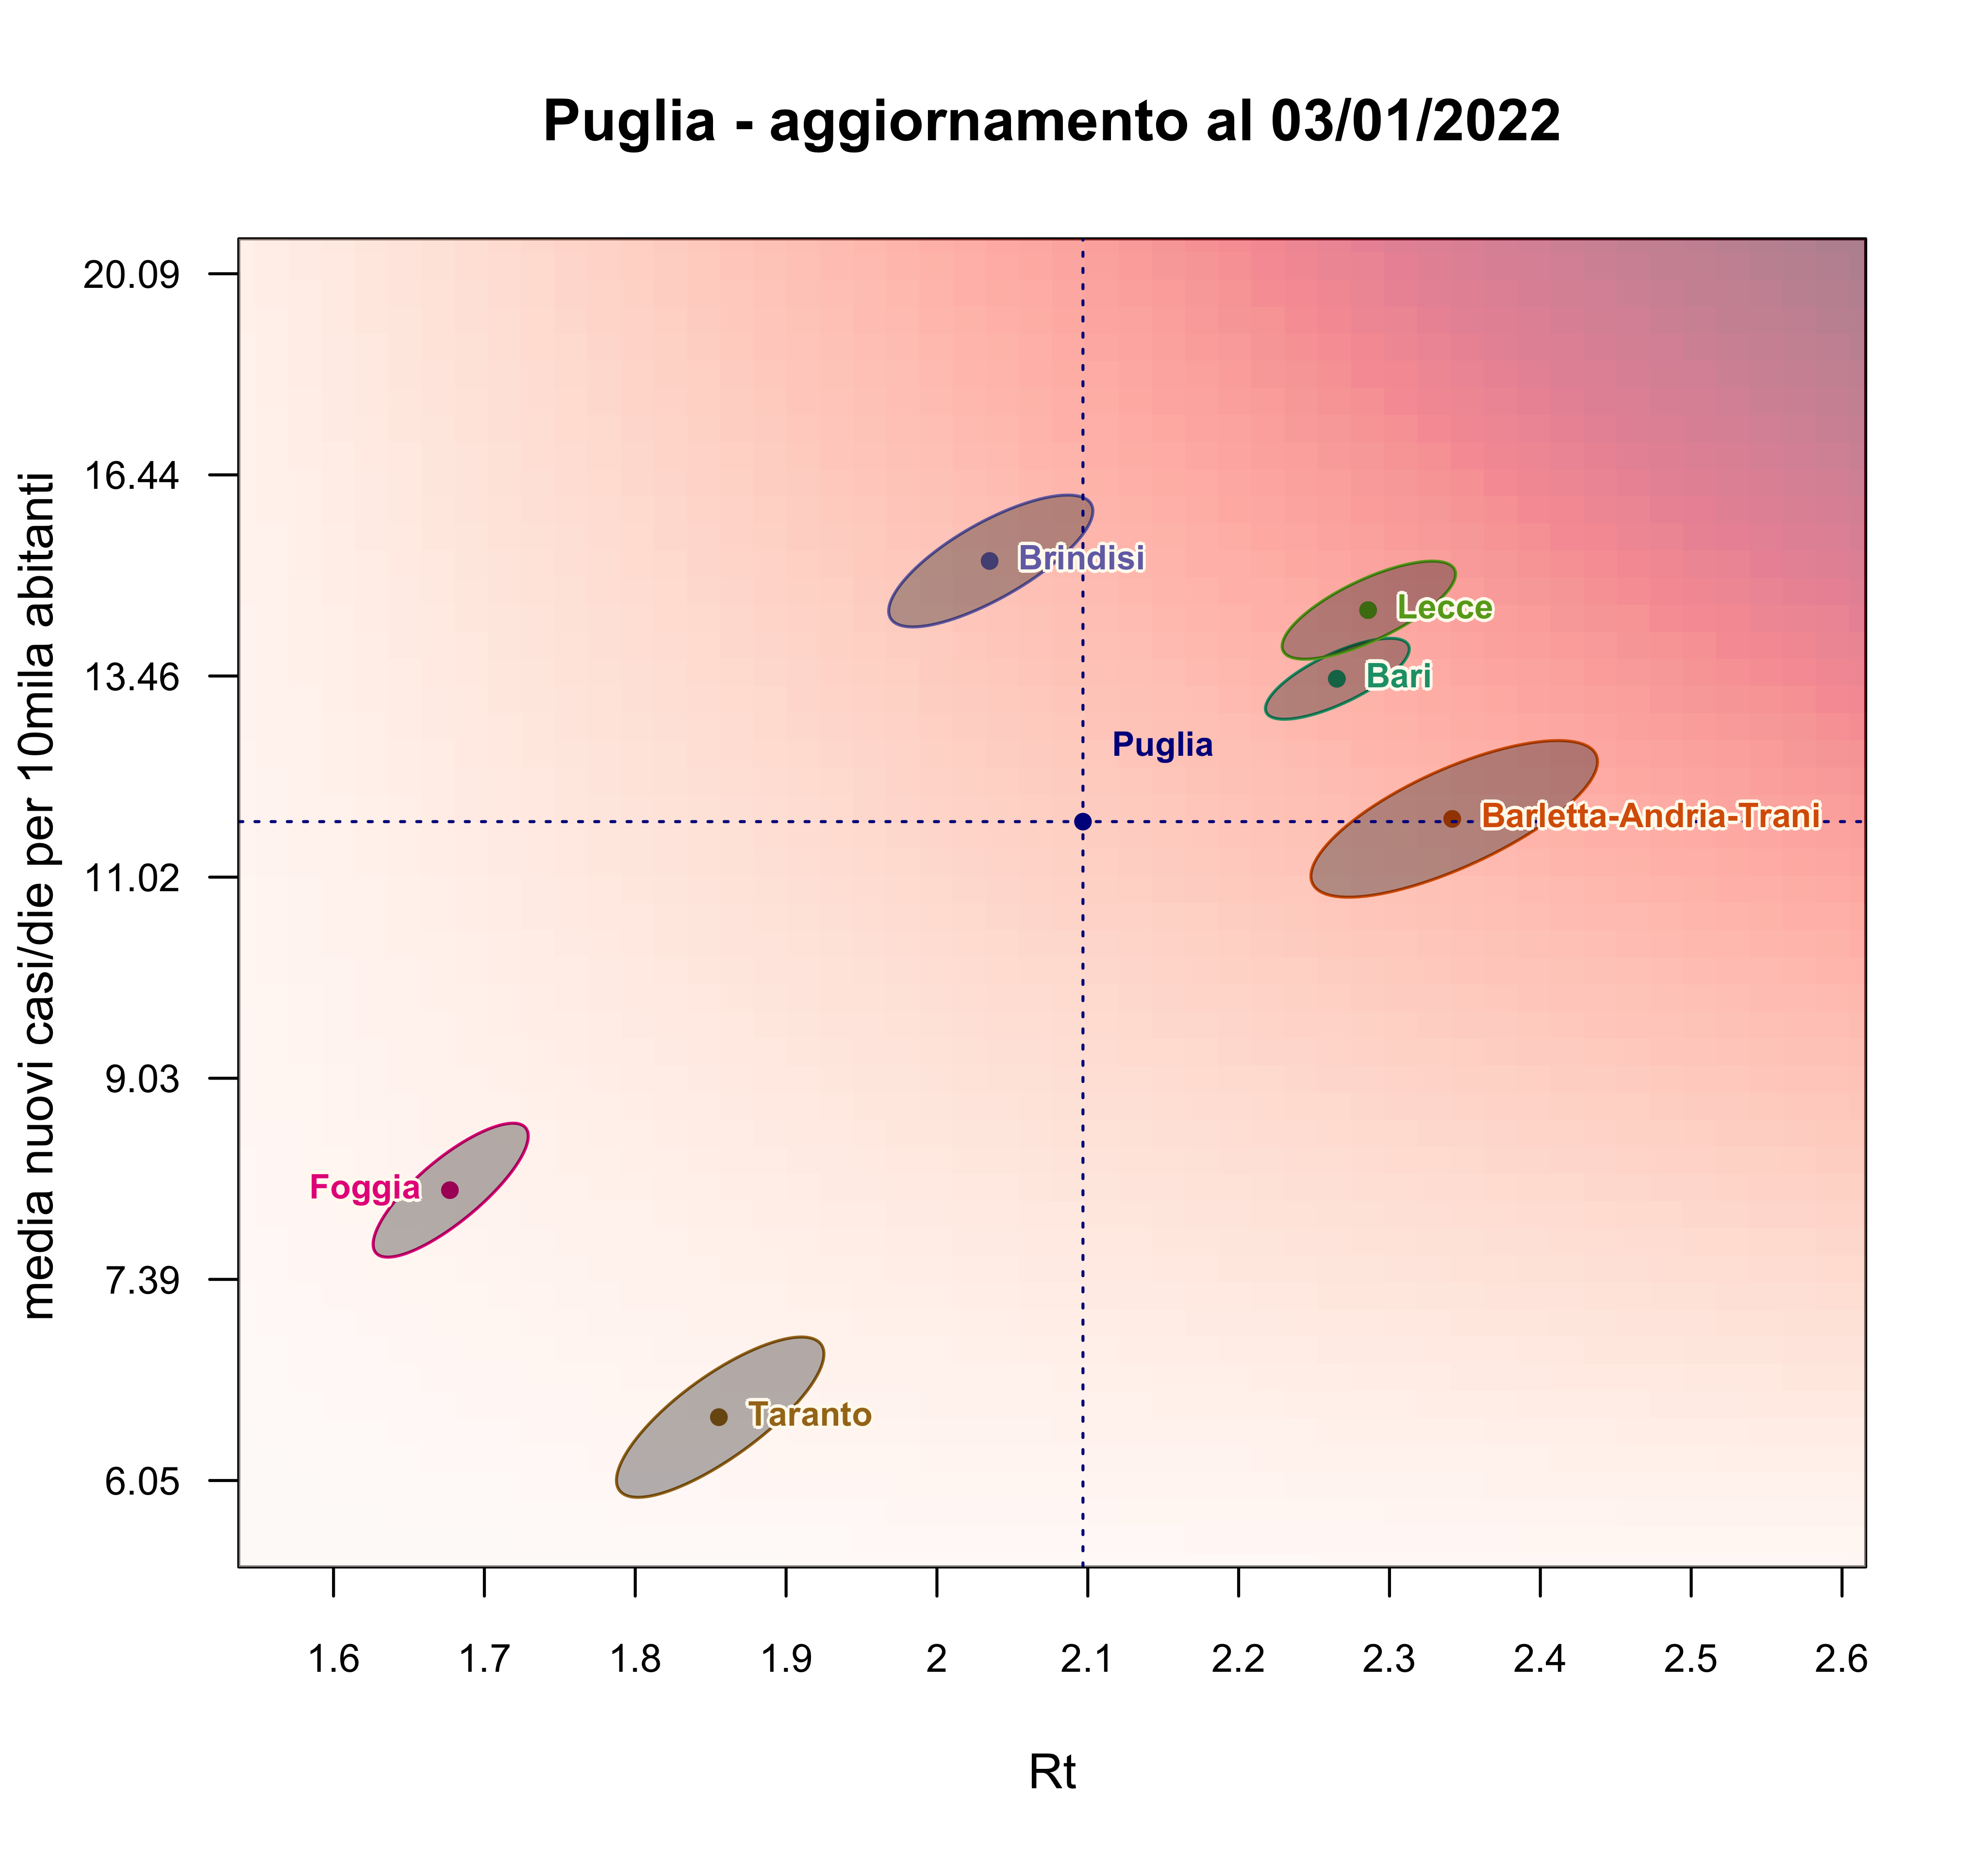 Puglia - aggiornamento al 03/01/2022
media nuovi casi/die per 10mila abitanti
20.09
16.44
13.46
11.02
9.03
7.39
6.05
Brindisi
Lecce
Bari
Puglia
Barletta-Andria-Trani
Foggia
Taranto
1.6 1.7 1.8 1.9 2 2.1 2.2 2.3 2.4 2.5 2.6
Rt